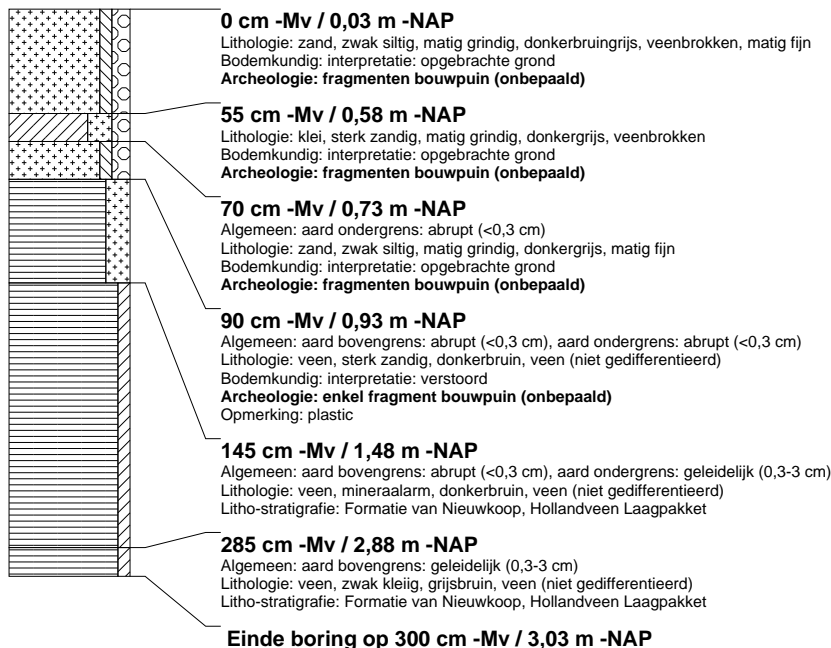 0 cm -Mv / 0,03 m -NAP
Lithologie: zand, zwak siltig, matig grindig, donkerbruingrijs, veenbrokken, matig fijn
Bodemkundig: interpretatie: opgebrachte grond
Archeologie: fragmenten bouwpuin (onbepaald)
55 cm -Mv / 0,58 m -NAP
Lithologie: klei, sterk zandig, matig grindig, donkergrijs, veenbrokken
Bodemkundig: interpretatie: opgebrachte grond
Archeologie: fragmenten bouwpuin (onbepaald)
70 cm -Mv / 0,73 m -NAP
Algemeen: aard ondergrens: abrupt (<0,3 cm)
Lithologie: zand, zwak siltig, matig grindig, donkergrijs, matig fijn
Bodemkundig: interpretatie: opgebrachte grond
Archeologie: fragmenten bouwpuin (onbepaald)
90 cm -Mv / 0,93 m -NAP
Algemeen: aard bovengrens: abrupt (<0,3 cm), aard ondergrens: abrupt (<0,3 cm)
Lithologie: veen, sterk zandig, donkerbruin, veen (niet gedifferentieerd)
Bodemkundig: interpretatie: verstoord
Archeologie: enkel fragment bouwpuin (onbepaald)
Opmerking: plastic
145 cm -Mv / 1,48 m -NAP
Algemeen: aard bovengrens: abrupt (<0,3 cm), aard ondergrens: geleidelijk (0,3-3 cm)
Lithologie: veen, mineraalarm, donkerbruin, veen (niet gedifferentieerd)
Litho-stratigrafie: Formatie van Nieuwkoop, Hollandveen Laagpakket
285 cm -Mv / 2,88 m -NAP
Algemeen: aard bovengrens: geleidelijk (0,3-3 cm)
Lithologie: veen, zwak kleiig, grijsbruin, veen (niet gedifferentieerd)
Litho-stratigrafie: Formatie van Nieuwkoop, Hollandveen Laagpakket
Einde boring op 300 cm -Mv / 3,03 m -NAP